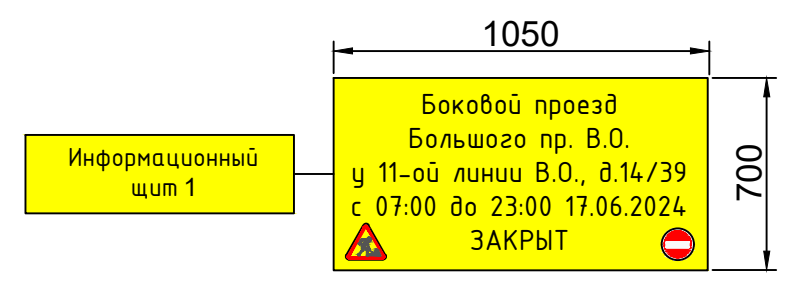 1050
Боковой проезд
Большого пр. В.О.
у 11-ой линии В.О., д.14/39
с 07:00 до 23:00 17.06.2024
ЗАКРЫТ
700
Информационный
щит 1